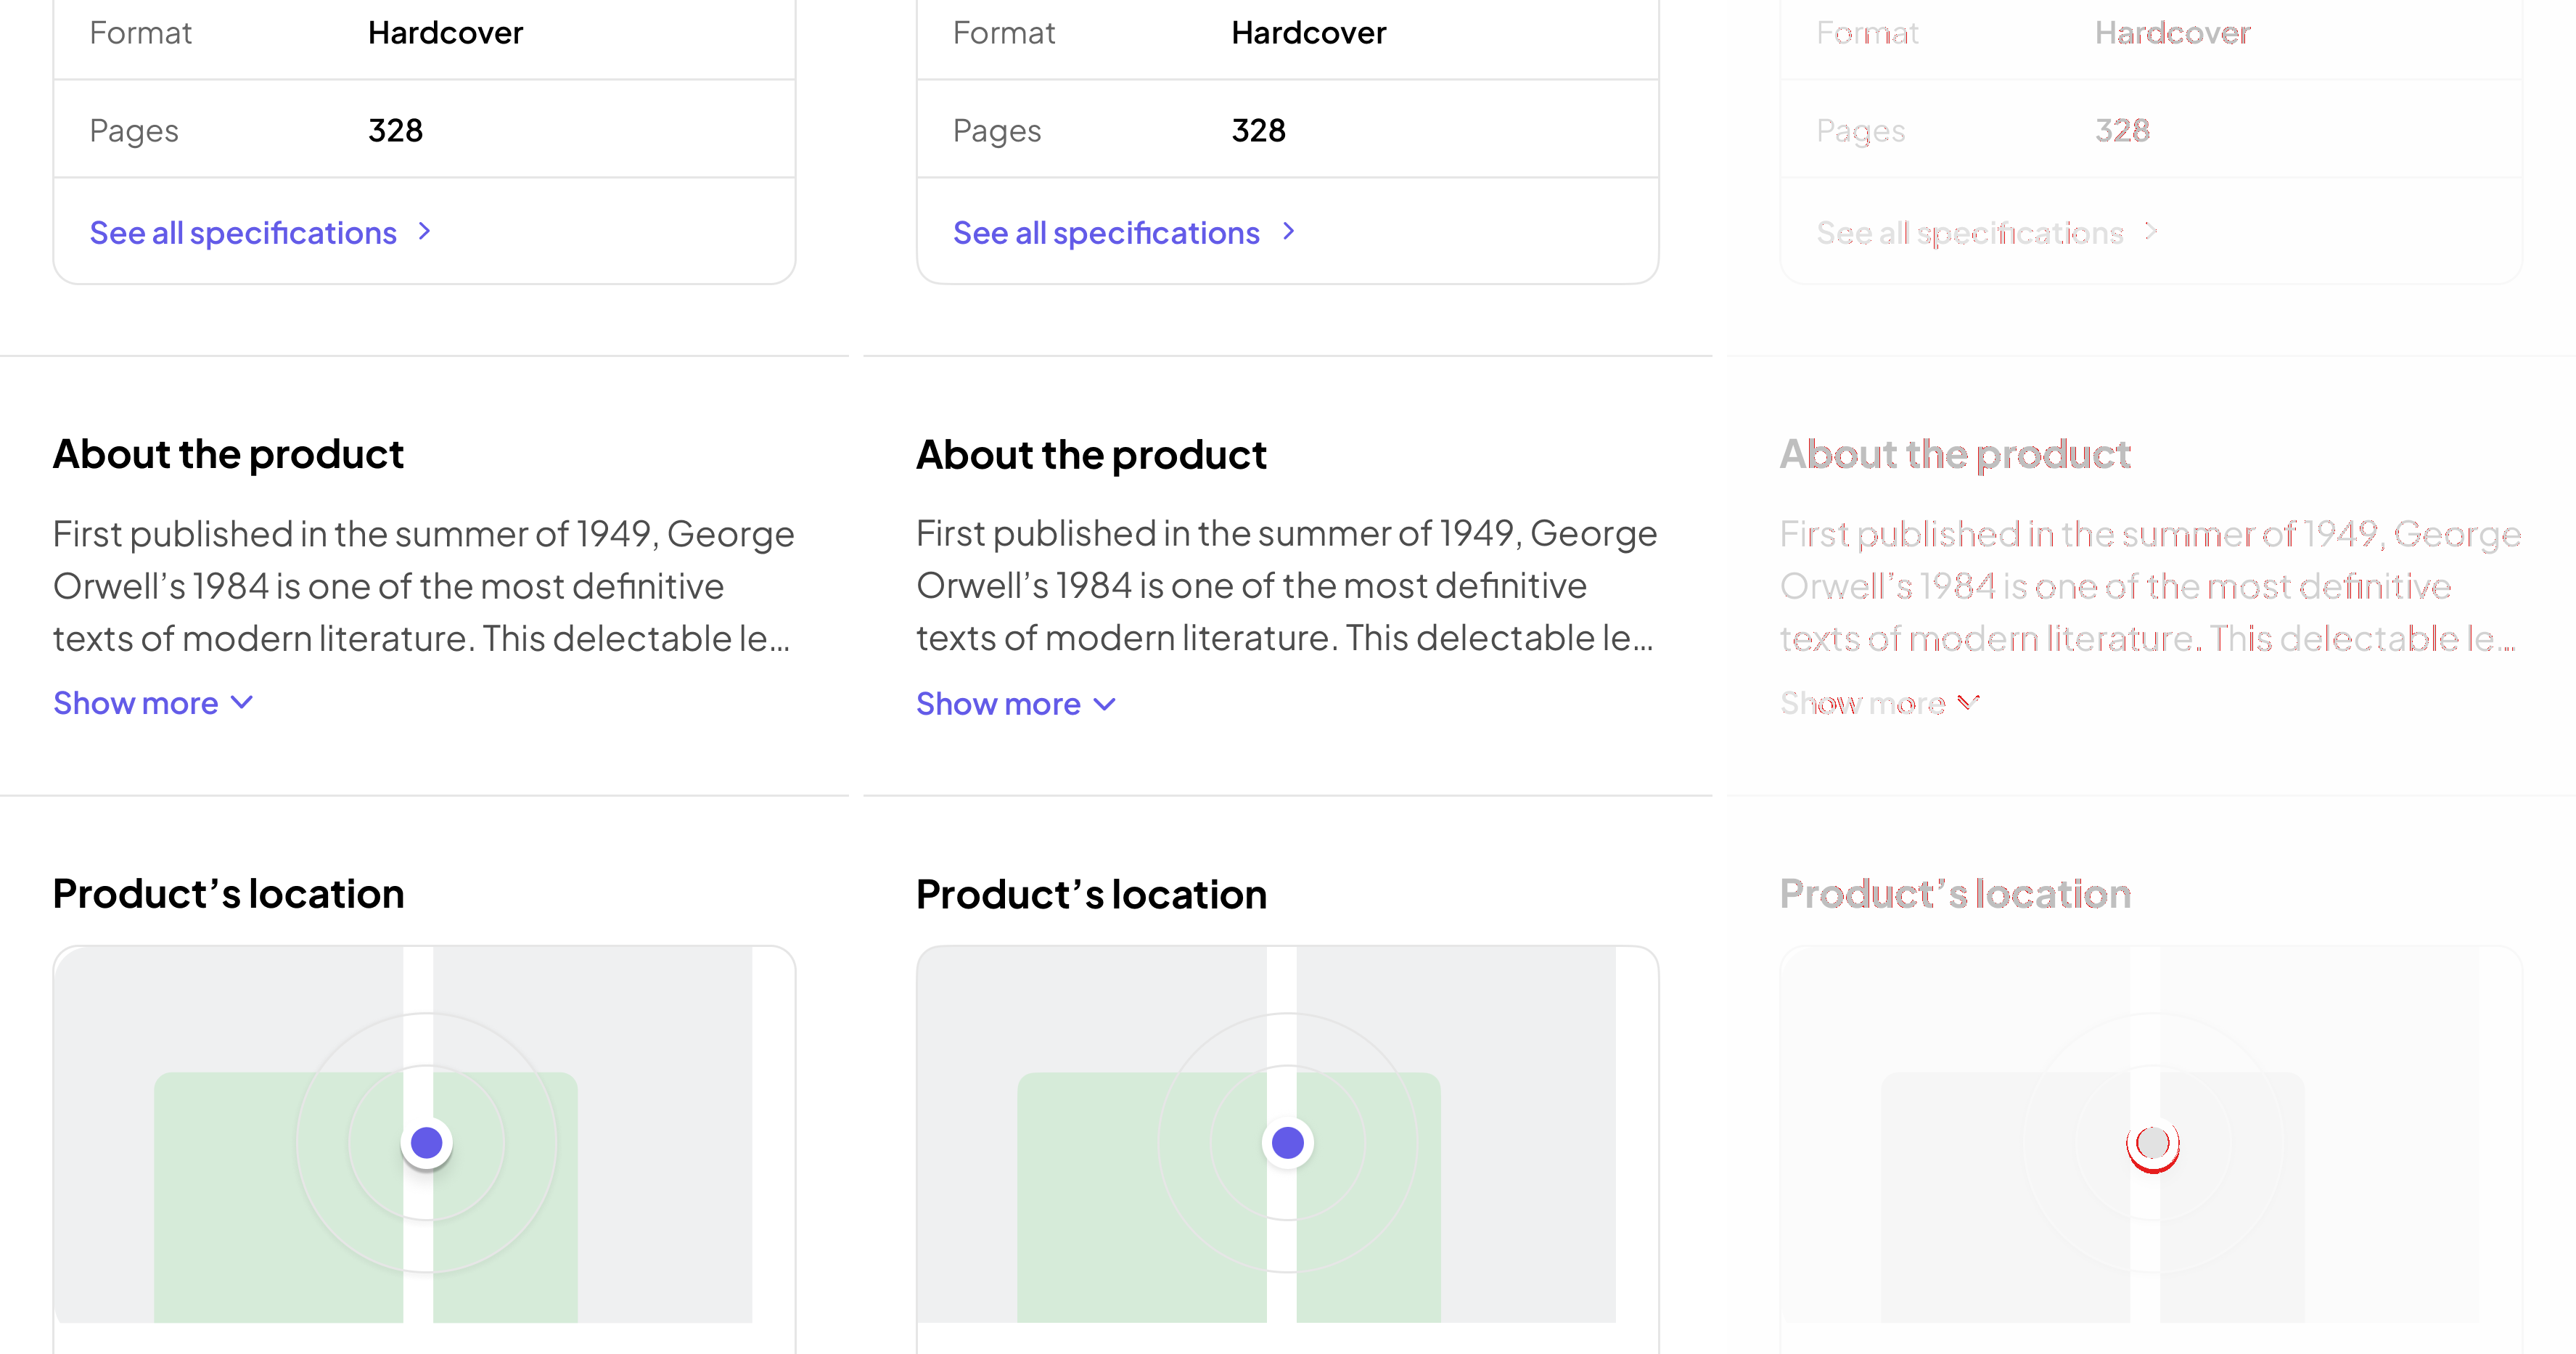 Format Hardcover
Pages 328
See all specifications
About the product
First published in the summer of 1949, George
Orwell’s 1984 is one of the most definitive
texts of modern literature. This delectable le...
Show more
Product’s location
Format Hardcover
Pages 328
See all specifications
About the product
First published in the summer of 1949, George
Orwell’s 1984 is one of the most definitive
texts of modern literature. This delectable le...
Show more
Product’s location
Format Hardcover
Pages 328
See all specifications
About the product
First published in the summer of 1949, George
Orwell’s 1984 is one of the most definitive
texts of modern literature. This delectable le...
Show more
Product’s location